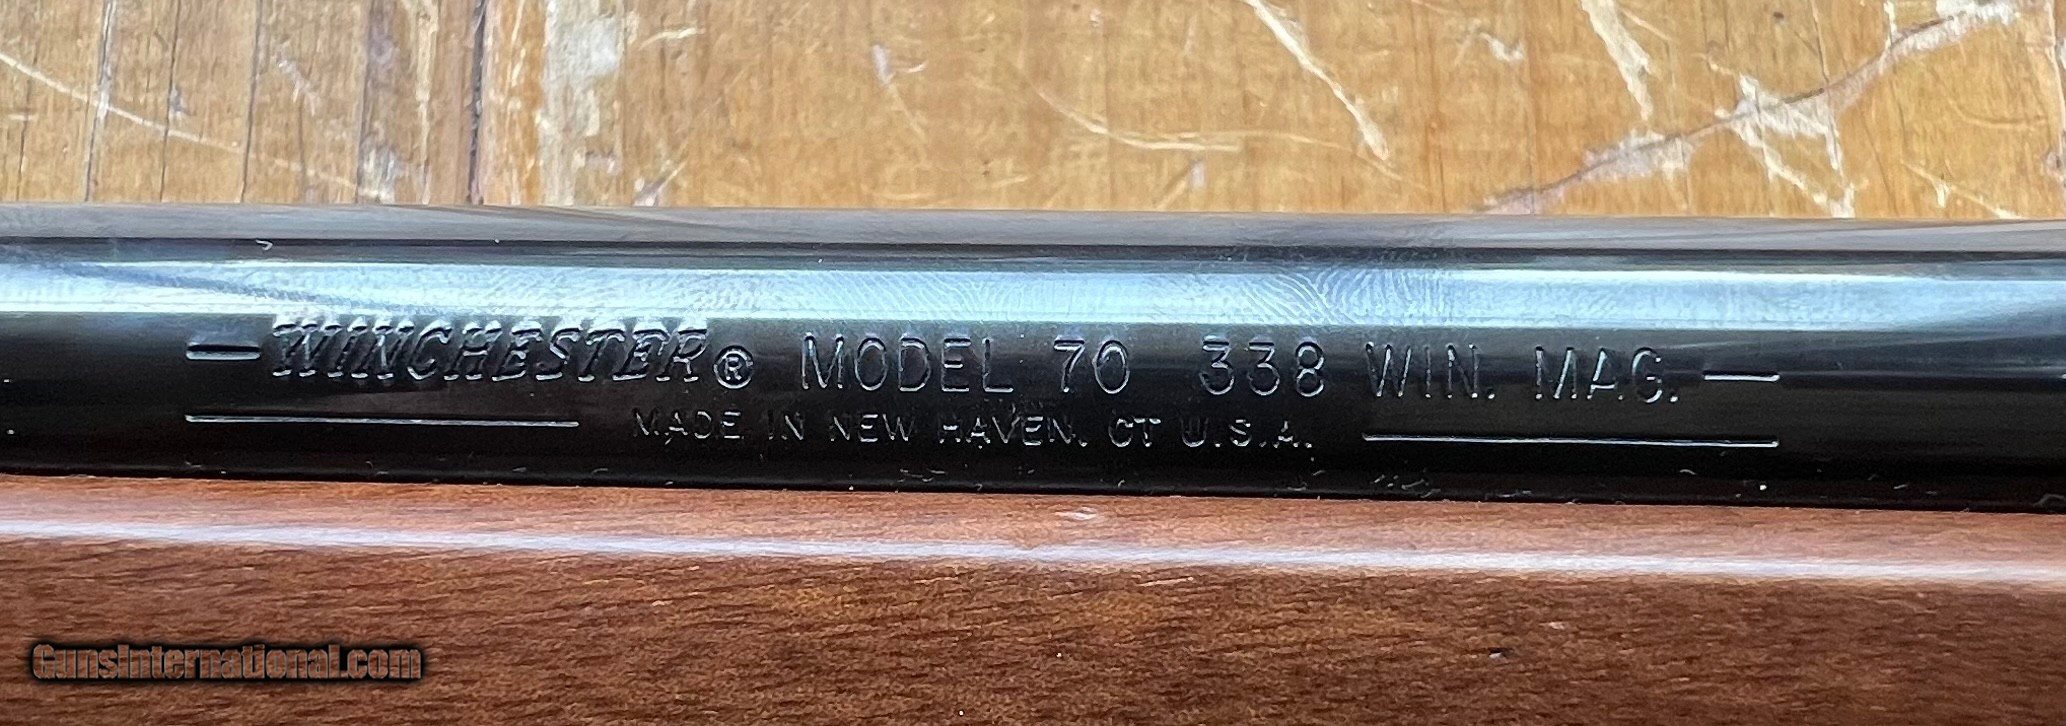 WINCHESTER® MODEL 70 338 WIN. MAG.
MADE IN NEW HAVEN, CT U.S.A.
GunsInternational.com